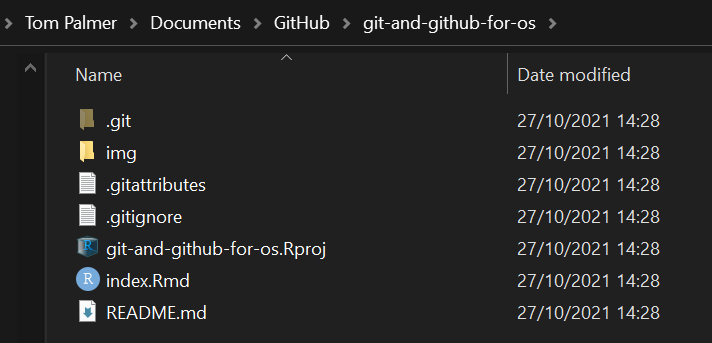 Tom Palmer > Documents > GitHub > git-and-github-for-os >
Name Date modified
.git 27/10/2021 14:28
img 27/10/2021 14:28
.gitattributes 27/10/2021 14:28
.gitignore 27/10/2021 14:28
git-and-github-for-os.Rproj 27/10/2021 14:28
index.Rmd 27/10/2021 14:28
README.md 27/10/2021 14:28